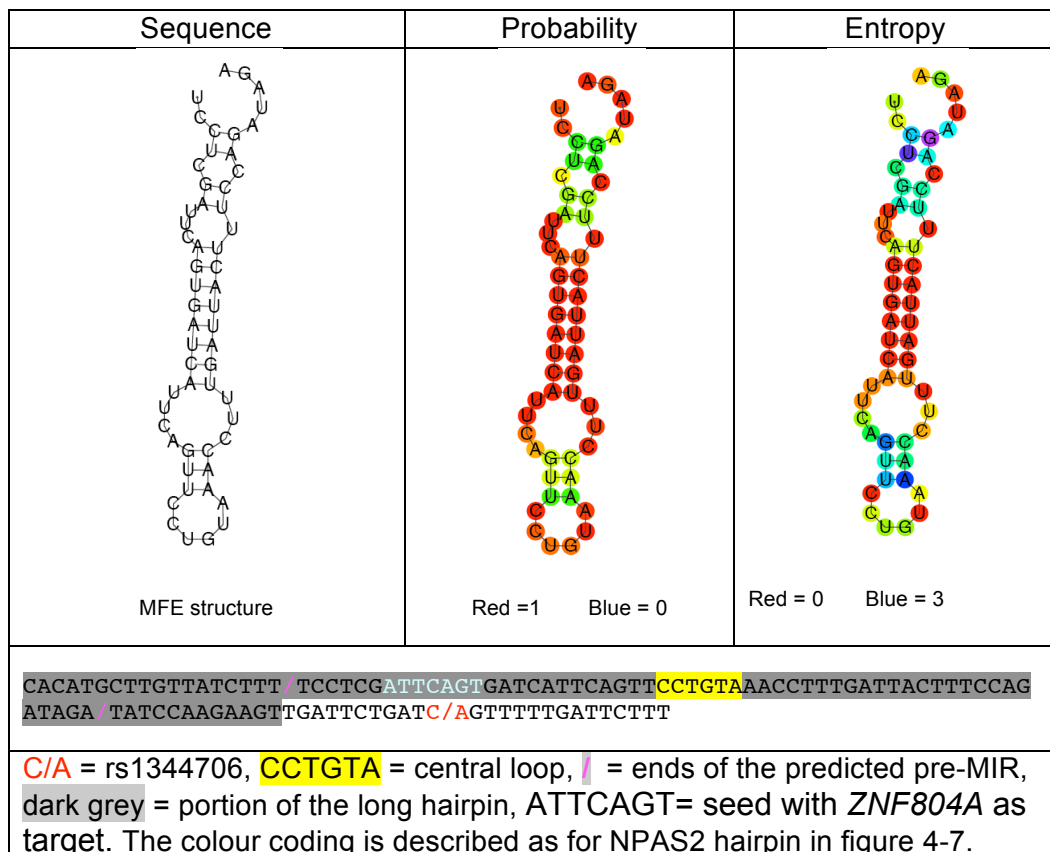 Sequence
Probability
Entropy
MFE structure
Red =1 Blue = 0
Red = 0 Blue = 3
CACATGCTTGTTATCTTT/TCCTCGATTCAGTGATCATTCAGTTCCTGTAAACCTTTGATTACTTTCCAG
ATAGA/TATCCAAGAAGTTGATTCTGATC/AGTTTTTGATTCTTT
C/A = rs1344706, CCTGTA = central loop, / = ends of the predicted pre-MIR,
dark grey = portion of the long hairpin, ATTCAGT= seed with ZNF804A as
target. The colour coding is described as for NPAS2 hairpin in figure 4-7.